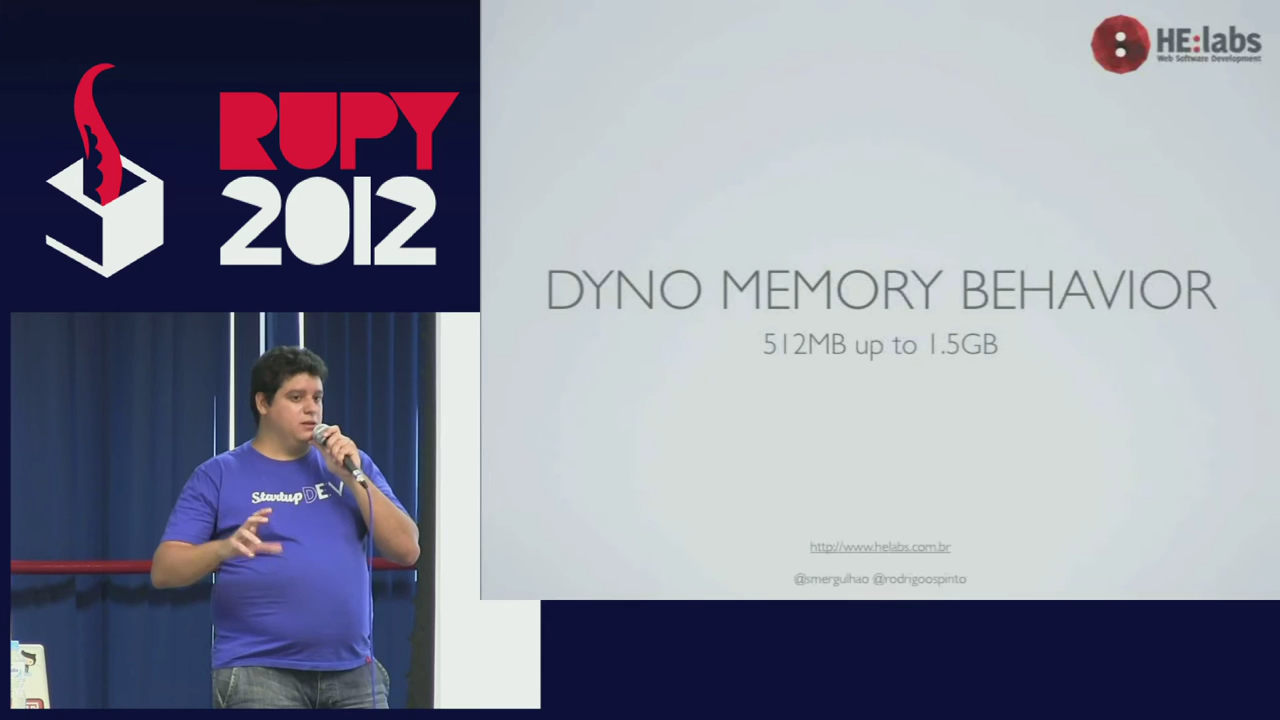 RUPY
2012
HE:labs
Web Software Development
DYNO MEMORY BEHAVIOR
512MB up to 1.5GB
StartupDEV
http://www.helabs.com.br
@smergulhao @rodrigoospinto